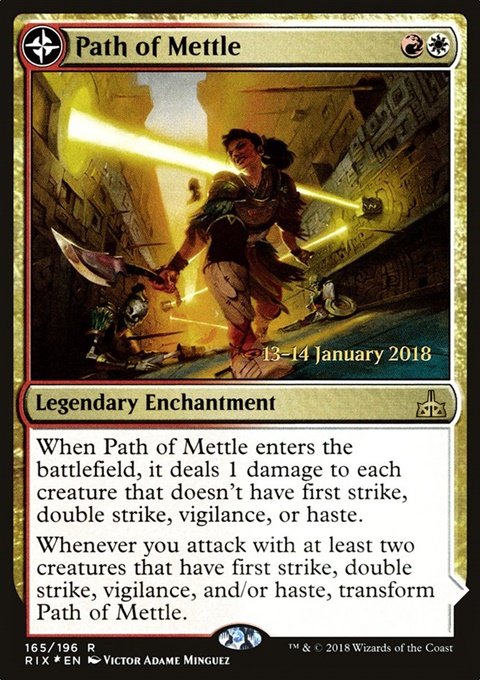 Path of Mettle
13–14 January 2018
Legendary Enchantment
When Path of Mettle enters the
battlefield, it deals 1 damage to each
creature that doesn't have first strike,
double strike, vigilance, or haste.
Whenever you attack with at least two
creatures that have first strike, double
strike, vigilance, and/or haste, transform
Path of Mettle.
165/196 R
RIX★EN Victor Adame Minguez
™ & © 2018 Wizards of the Coast